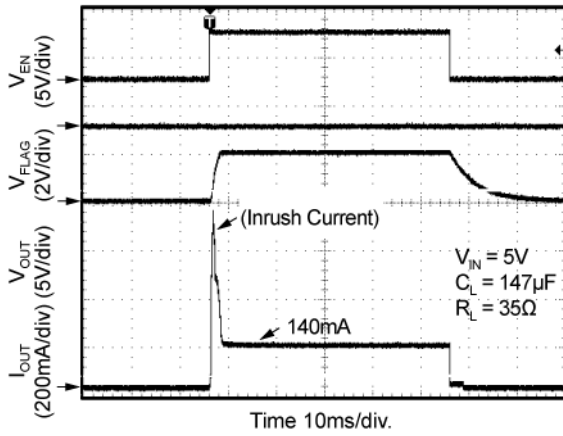 T
V_EN
(5V/div)
V_FLAG
(2V/div)
V_OUT
(5V/div)
I_OUT
(200mA/div)
(Inrush Current)
V_IN = 5V
C_L = 147μF
R_L = 35Ω
140mA
Time 10ms/div.